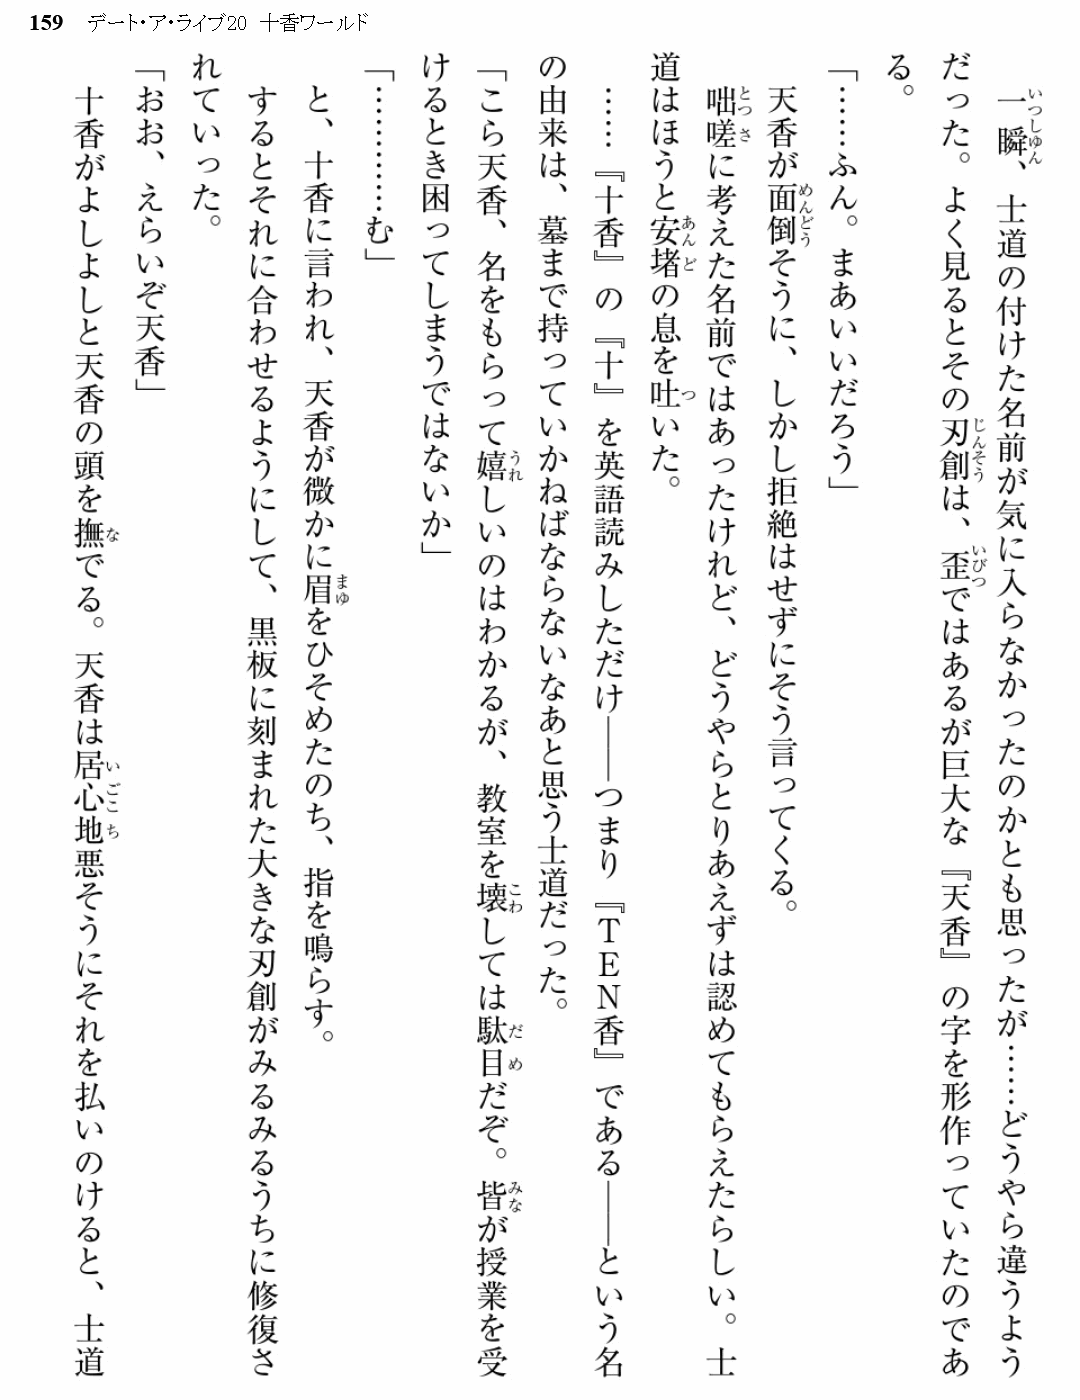 159 デート・ア・ライブ20 十香ワールド
一瞬、士道の付けた名前が気に入らなかったのかとも思ったが……どうやら違うよう
だった。よく見るとその刃創は、歪ではあるが巨大な『天香』の字を形作っていたのであ
る。
「……ふん。まあいいだろう」
天香が面倒そうに、しかし拒絶はせずにそう言ってくる。
咄嗟に考えた名前ではあったけれど、どうやらとりあえずは認めてもらえたらしい。士
道はほうと安堵の息を吐いた。
……『十香』の『十』を英語読みしただけ――つまり『TEN香』である――という名
の由来は、墓まで持っていかねばならないなあと思う士道だった。
「こら天香、名をもらって嬉しいのはわかるが、教室を壊しては駄目だぞ。皆が授業を受
けるとき困ってしまうではないか」
「…………む」
と、十香に言われ、天香が微かに眉をひそめたのち、指を鳴らす。
するとそれに合わせるようにして、黒板に刻まれた大きな刃創がみるみるうちに修復さ
れていった。
「おお、えらいぞ天香」
十香がよしよしと天香の頭を撫でる。天香は居心地悪そうにそれを払いのけると、士道